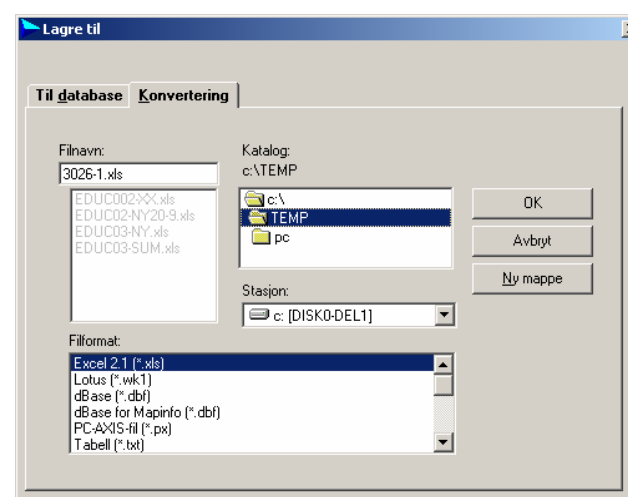 Lagre til
Til database Konvertering
Filnavn:
3026-1.xls
EDUC002-XX.xls
EDUC02-NY20-9.xls
EDUC03-NY.xls
EDUC03-SUM.xls
Katalog:
c:\TEMP
c:\
TEMP
pc
Stasjon:
c: [DISK0-DEL1]
OK
Avbryt
Ny mappe
Filformat:
Excel 2.1 (*.xls)
Lotus (*.wk1)
dBase (*.dbf)
dBase for Mapinfo (*.dbf)
PC-AXIS-fil (*.px)
Tabell (*.txt)